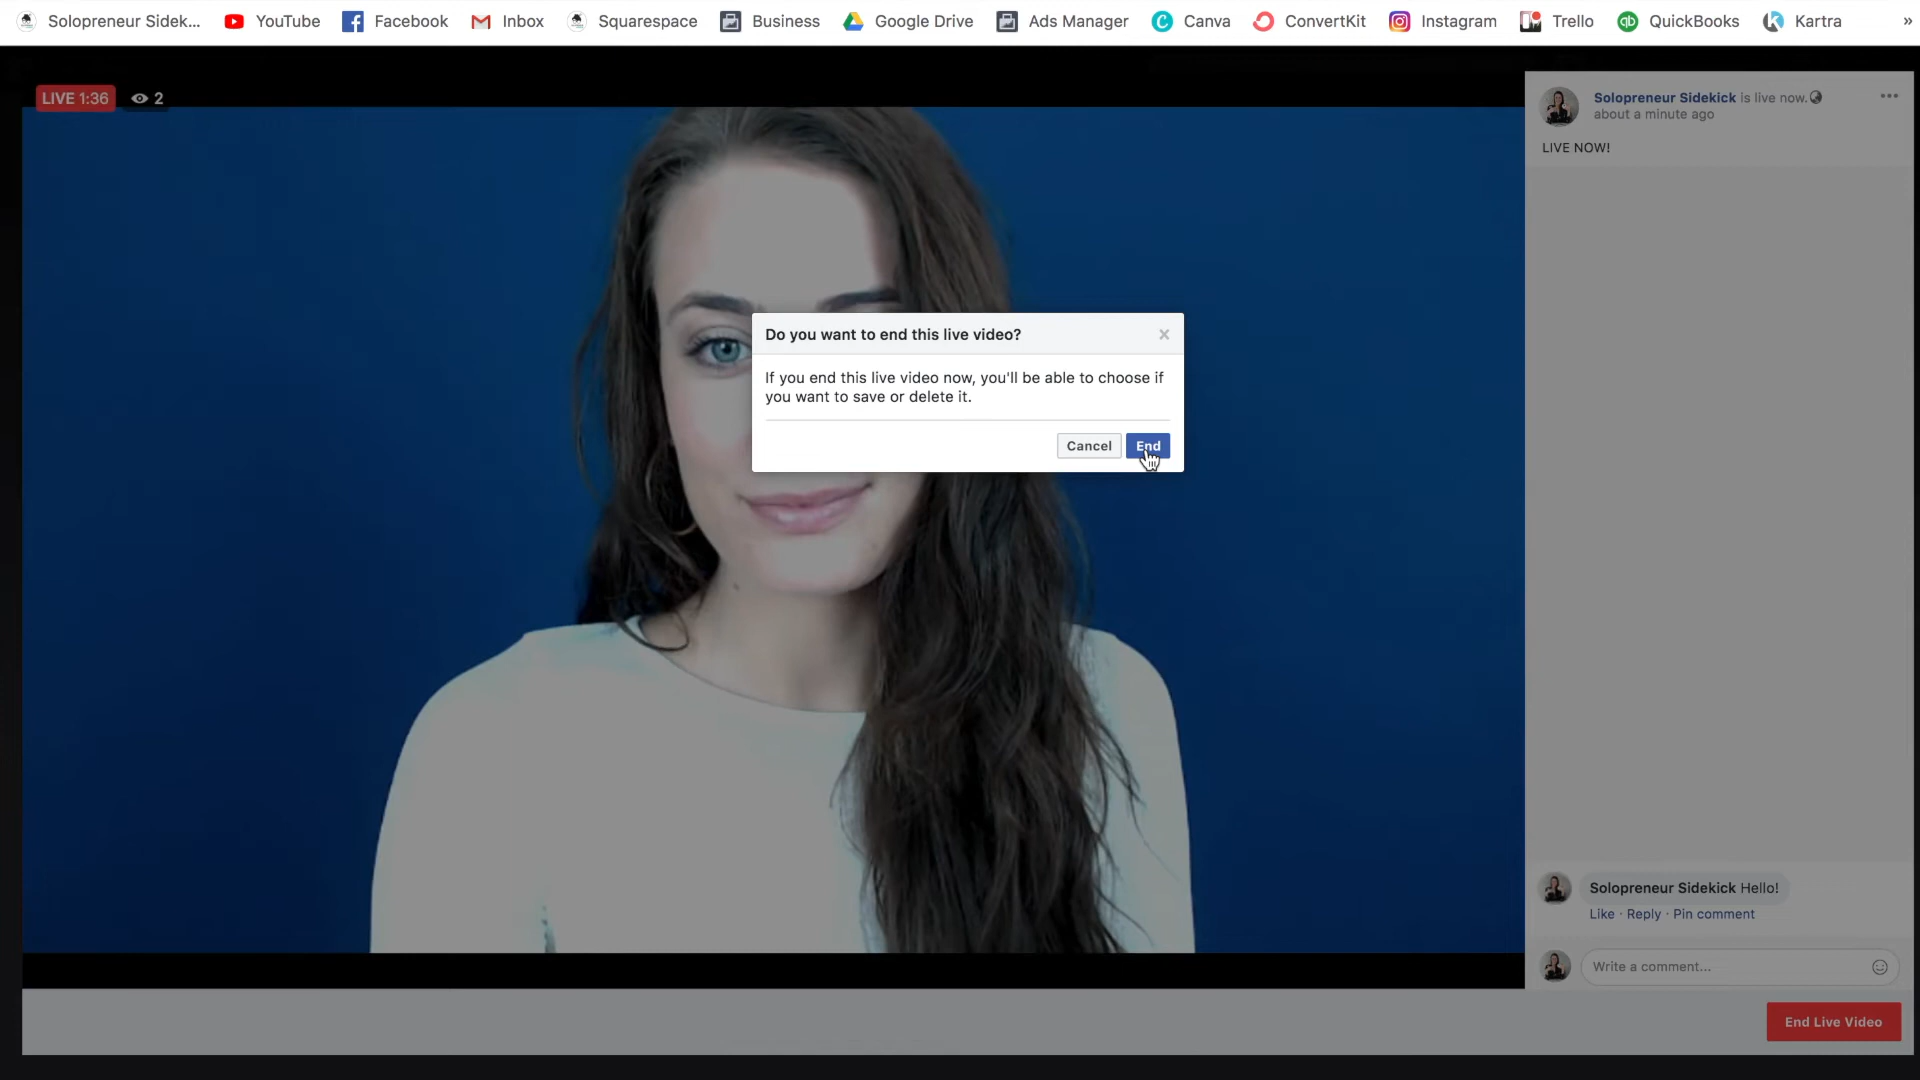 Solopreneur Sidek... YouTube Facebook Inbox Squarespace Business Google Drive Ads Manager Canva ConvertKit Instagram Trello QuickBooks Kartra »
LIVE 1:36 2
Solopreneur Sidekick is live now.
about a minute ago
LIVE NOW!
Do you want to end this live video?
If you end this live video now, you'll be able to choose if
you want to save or delete it.
Cancel End
Solopreneur Sidekick Hello!
Like · Reply · Pin comment
Write a comment...
End Live Video